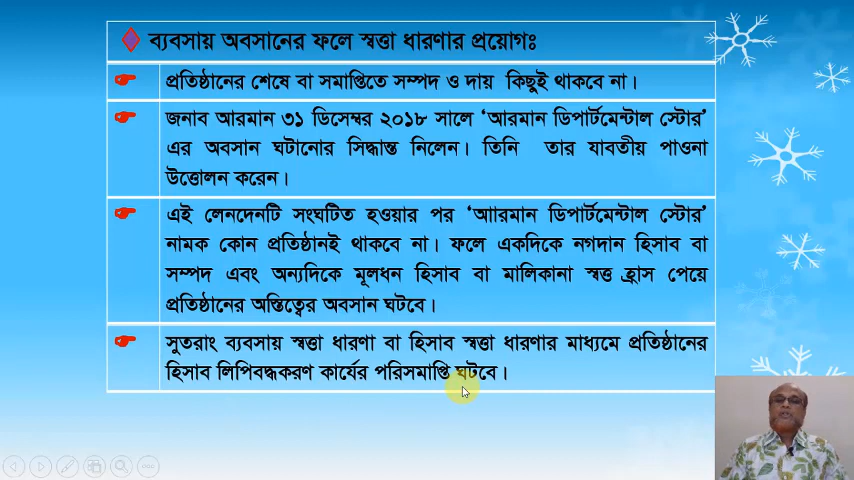 ব্যবসায় অবসানের ফলে স্বত্তা ধারণার প্রয়োগঃ
প্রতিষ্ঠানের শেষে বা সমাপ্তিতে সম্পদ ও দায় কিছুই থাকবে না।
জনাব আরমান ৩১ ডিসেম্বর ২০১৮ সালে ‘আরমান ডিপার্টমেন্টাল স্টোর’
এর অবসান ঘটানোর সিদ্ধান্ত নিলেন। তিনি তার যাবতীয় পাওনা
উত্তোলন করেন।
এই লেনদেনটি সংঘটিত হওয়ার পর ‘আারমান ডিপার্টমেন্টাল স্টোর’
নামক কোন প্রতিষ্ঠানই থাকবে না। ফলে একদিকে নগদান হিসাব বা
সম্পদ এবং অন্যদিকে মূলধন হিসাব বা মালিকানা স্বত্ত হ্রাস পেয়ে
প্রতিষ্ঠানের অস্তিত্বের অবসান ঘটবে।
সুতরাং ব্যবসায় স্বত্তা ধারণা বা হিসাব স্বত্তা ধারণার মাধ্যমে প্রতিষ্ঠানের
হিসাব লিপিবদ্ধকরণ কার্যের পরিসমাপ্তি ঘটবে।